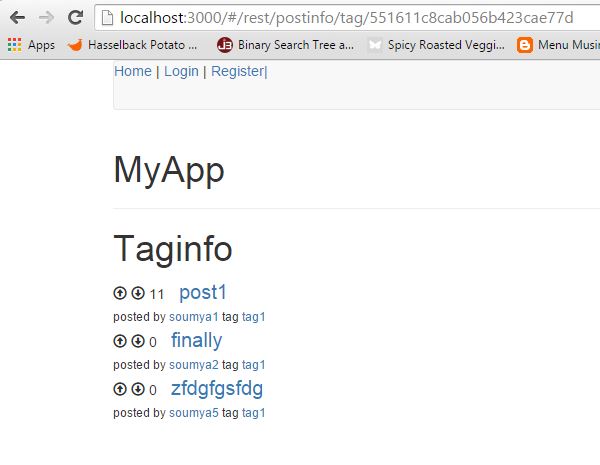 localhost:3000/#/rest/postinfo/tag/551611c8cab056b423cae77d
Apps Hasselback Potato ... Binary Search Tree a... Spicy Roasted Veggi... Menu Musin
Home | Login | Register|
MyApp
Taginfo
11 post1
posted by soumya1 tag tag1
0 finally
posted by soumya2 tag tag1
0 zfdgfgsfdg
posted by soumya5 tag tag1